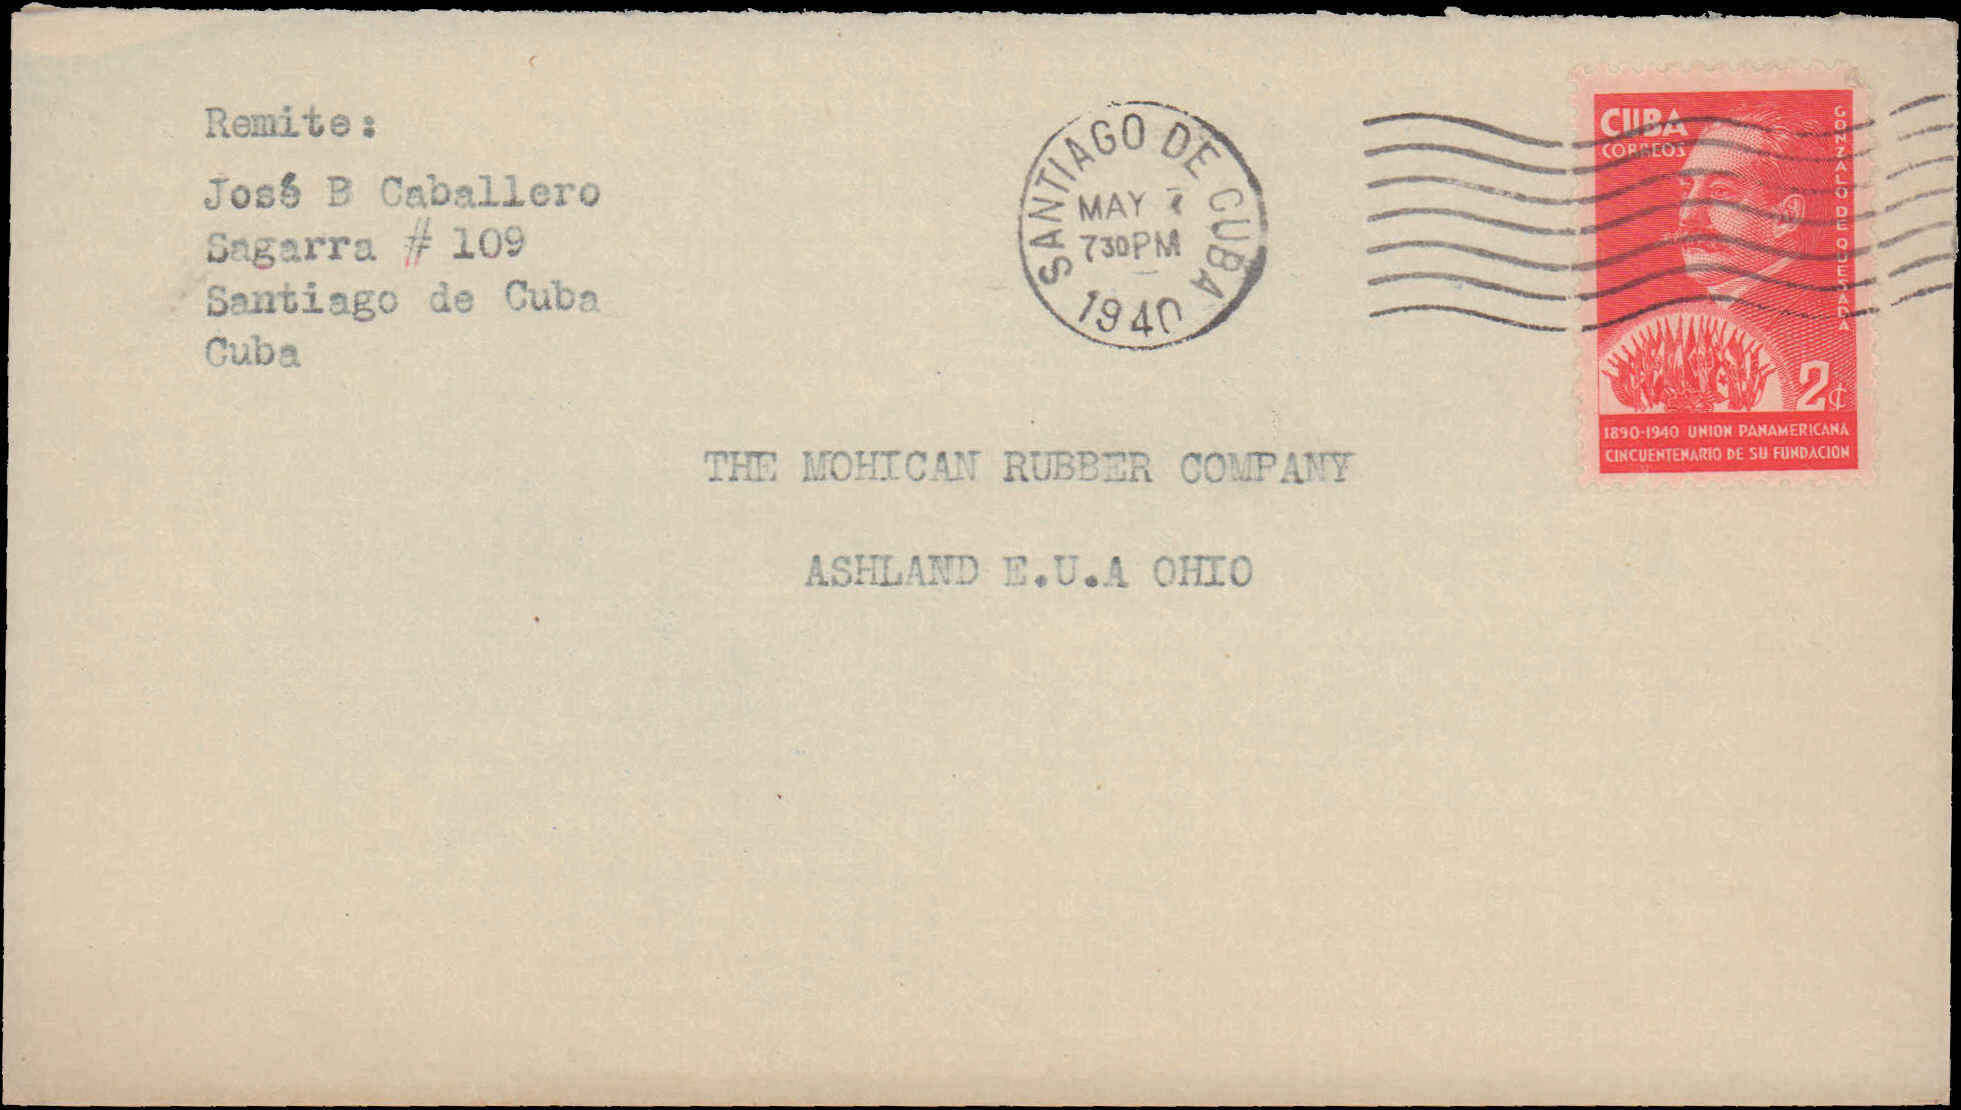 Remite:
José B Caballero
Sagarra # 109
Santiago de Cuba
Cuba
SANTIAGO DE CUBA
MAY 7
730PM
1940
CUBA
CORREOS
GONZALO DE QUESADA
2¢
1890-1940 UNION PANAMERICANA
CINCUENTENARIO DE SU FUNDACION
THE MOHICAN RUBBER COMPANY
ASHLAND E.U.A OHIO